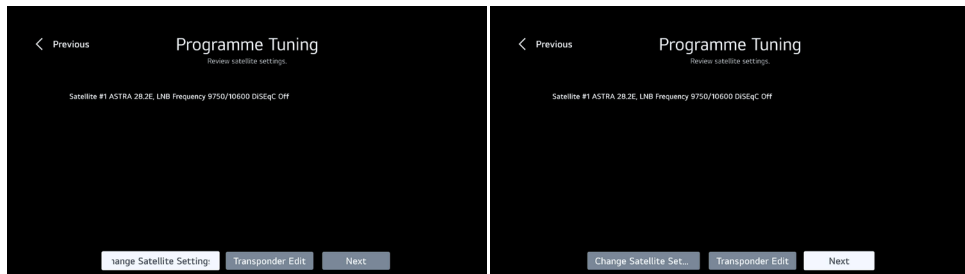 Previous
Programme Tuning
Review satellite settings.
Satellite #1 ASTRA 28.2E, LNB Frequency 9750/10600 DiSEqC Off
ange Satellite Setting
Transponder Edit
Next
Previous
Programme Tuning
Review satellite settings.
Satellite #1 ASTRA 28.2E, LNB Frequency 9750/10600 DiSEqC Off
Change Satellite Set...
Transponder Edit
Next